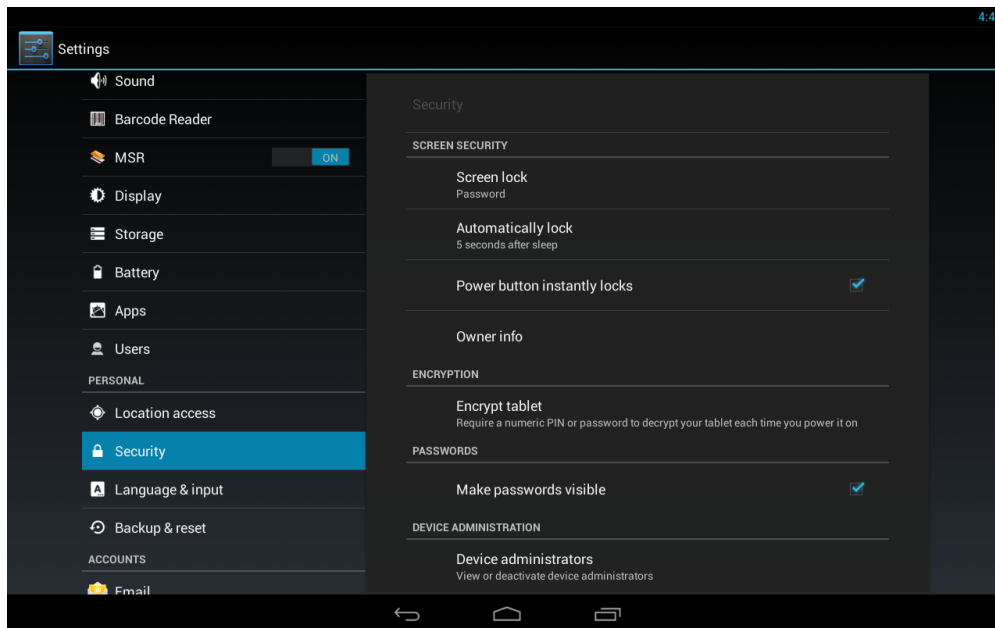 4:4
Settings
Sound
Barcode Reader
MSR
ON
Display
Storage
Battery
Apps
Users
PERSONAL
Location access
Security
Language & input
Backup & reset
ACCOUNTS
Email
Security
SCREEN SECURITY
Screen lock
Password
Automatically lock
5 seconds after sleep
Power button instantly locks
Owner info
ENCRYPTION
Encrypt tablet
Require a numeric PIN or password to decrypt your tablet each time you power it on
PASSWORDS
Make passwords visible
DEVICE ADMINISTRATION
Device administrators
View or deactivate device administrators